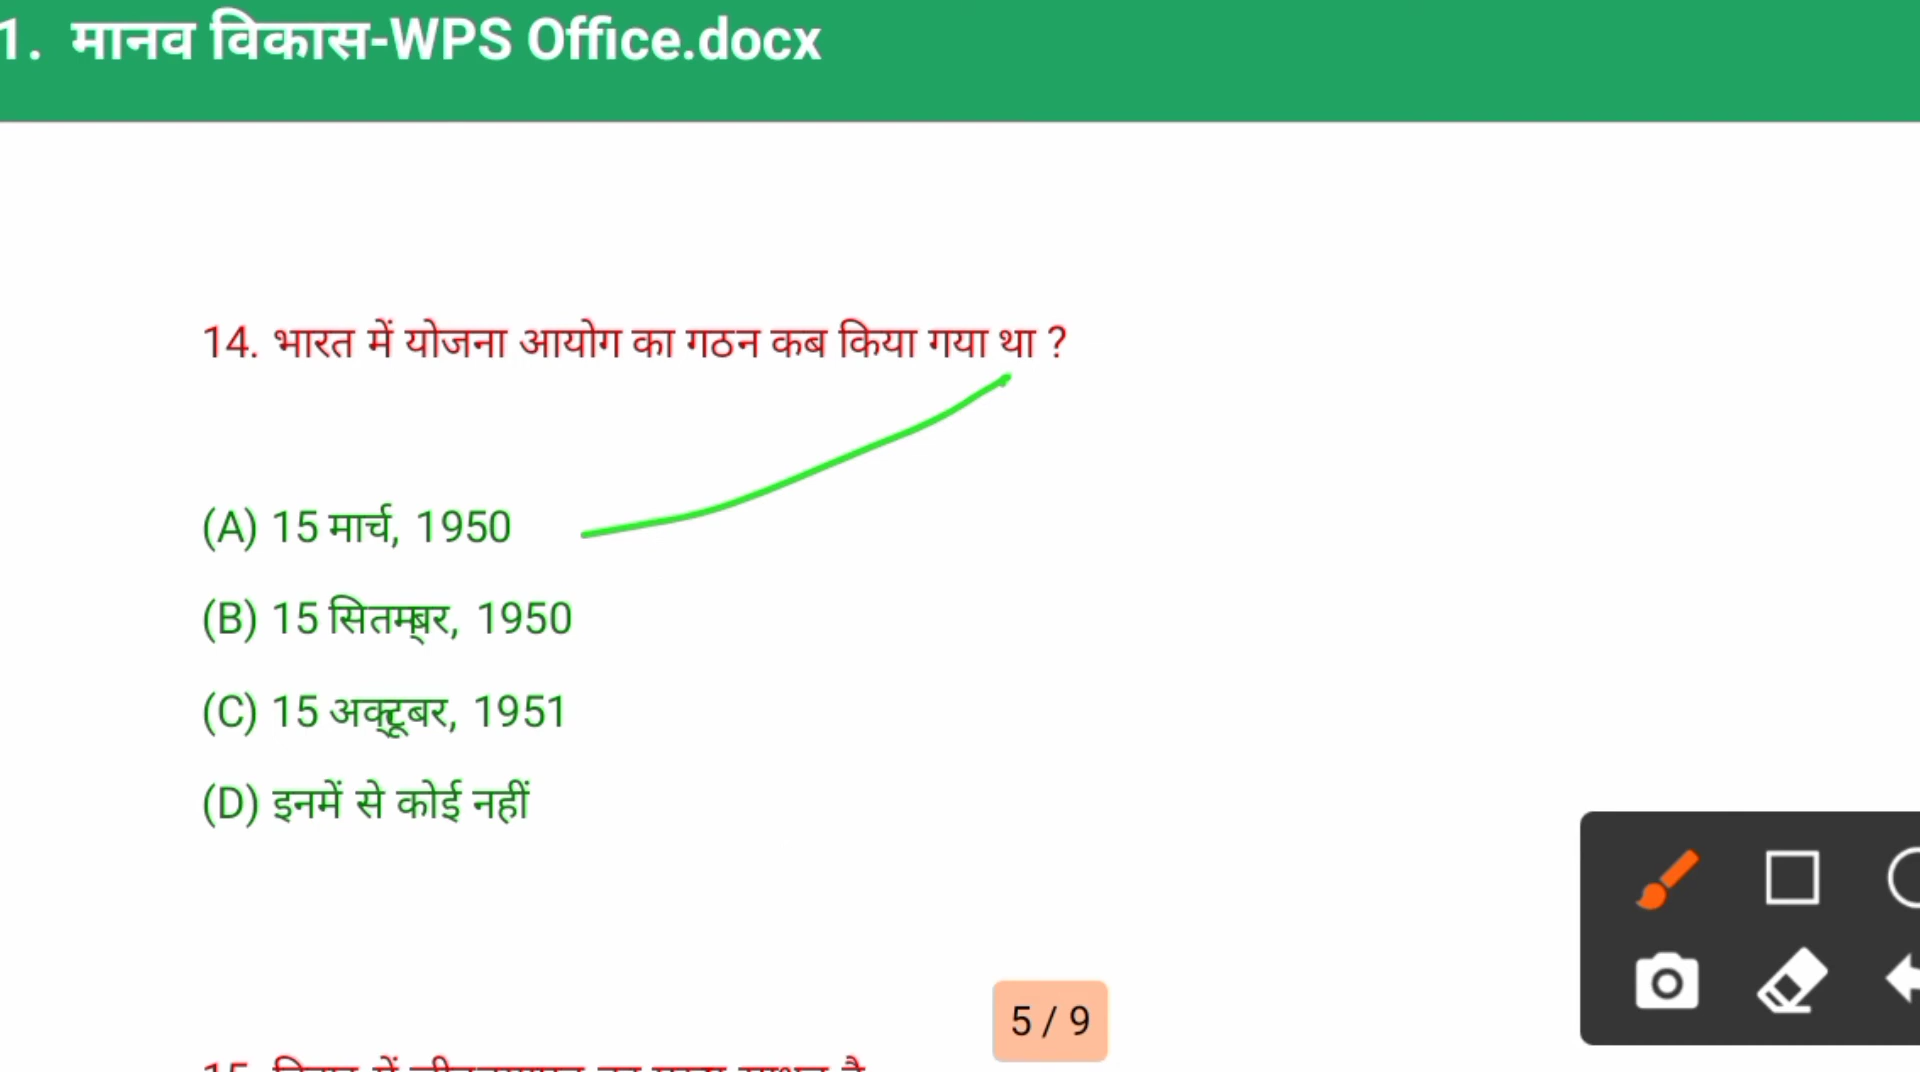 1. मानव विकास-WPS Office.docx
14. भारत में योजना आयोग का गठन कब किया गया था ?
(A) 15 मार्च, 1950
(B) 15 सितम्बर, 1950
(C) 15 अक्टूबर, 1951
(D) इनमें से कोई नहीं
5 / 9